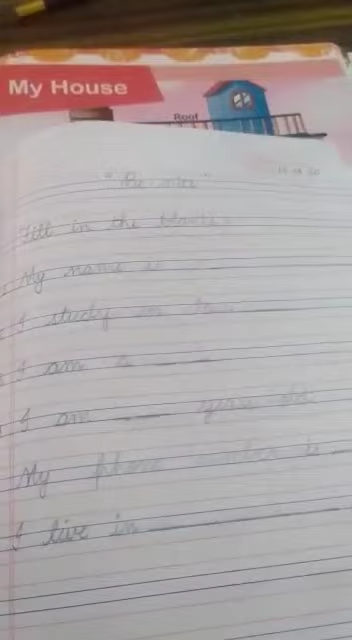 My House
Roof
Fill in the blanks
My name is
I study in
I am a
I am years old
My phone number is
I live in